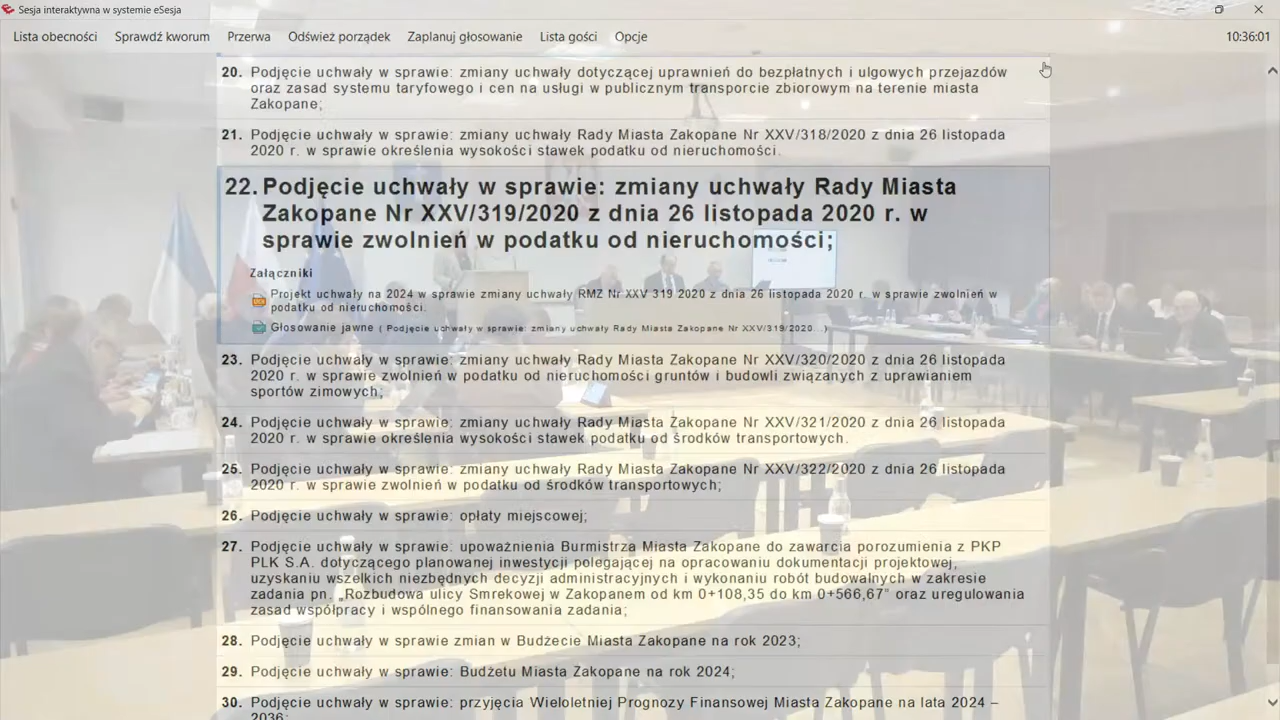 Sesja interaktywna w systemie eSesja
Lista obecności Sprawdź kworum Przerwa Odśwież porządek Zaplanuj głosowanie Lista gości Opcje 10:36:01
20. Podjęcie uchwały w sprawie: zmiany uchwały dotyczącej uprawnień do bezpłatnych i ulgowych przejazdów
oraz zasad systemu taryfowego i cen na usługi w publicznym transporcie zbiorowym na terenie miasta
Zakopane;
21. Podjęcie uchwały w sprawie: zmiany uchwały Rady Miasta Zakopane Nr XXV/318/2020 z dnia 26 listopada
2020 r. w sprawie określenia wysokości stawek podatku od nieruchomości.
22. Podjęcie uchwały w sprawie: zmiany uchwały Rady Miasta
Zakopane Nr XXV/319/2020 z dnia 26 listopada 2020 r. w
sprawie zwolnień w podatku od nieruchomości;
Załączniki
Projekt uchwały na 2024 w sprawie zmiany uchwały RMZ Nr XXV 319 2020 z dnia 26 listopada 2020 r. w sprawie zwolnień w
podatku od nieruchomości.
Głosowanie jawne ( Podjęcie uchwały w sprawie: zmiany uchwały Rady Miasta Zakopane Nr XXV/319/2020...)
23. Podjęcie uchwały w sprawie: zmiany uchwały Rady Miasta Zakopane Nr XXV/320/2020 z dnia 26 listopada
2020 r. w sprawie zwolnień w podatku od nieruchomości gruntów i budowli związanych z uprawianiem
sportów zimowych;
24. Podjęcie uchwały w sprawie: zmiany uchwały Rady Miasta Zakopane Nr XXV/321/2020 z dnia 26 listopada
2020 r. w sprawie określenia wysokości stawek podatku od środków transportowych.
25. Podjęcie uchwały w sprawie: zmiany uchwały Rady Miasta Zakopane Nr XXV/322/2020 z dnia 26 listopada
2020 r. w sprawie zwolnień w podatku od środków transportowych;
26. Podjęcie uchwały w sprawie: opłaty miejscowej;
27. Podjęcie uchwały w sprawie: upoważnienia Burmistrza Miasta Zakopane do zawarcia porozumienia z PKP
PLK S.A. dotyczącego planowanej inwestycji polegającej na opracowaniu dokumentacji projektowej,
uzyskaniu wszelkich niezbędnych decyzji administracyjnych i wykonaniu robót budowalnych w zakresie
zadania pn. „Rozbudowa ulicy Smrekowej w Zakopanem od km 0+108,35 do km 0+566,67" oraz uregulowania
zasad współpracy i wspólnego finansowania zadania;
28. Podjęcie uchwały w sprawie zmian w Budżecie Miasta Zakopane na rok 2023;
29. Podjęcie uchwały w sprawie: Budżetu Miasta Zakopane na rok 2024;
30. Podjęcie uchwały w sprawie: przyjęcia Wieloletniej Prognozy Finansowej Miasta Zakopane na lata 2024 –
2036;